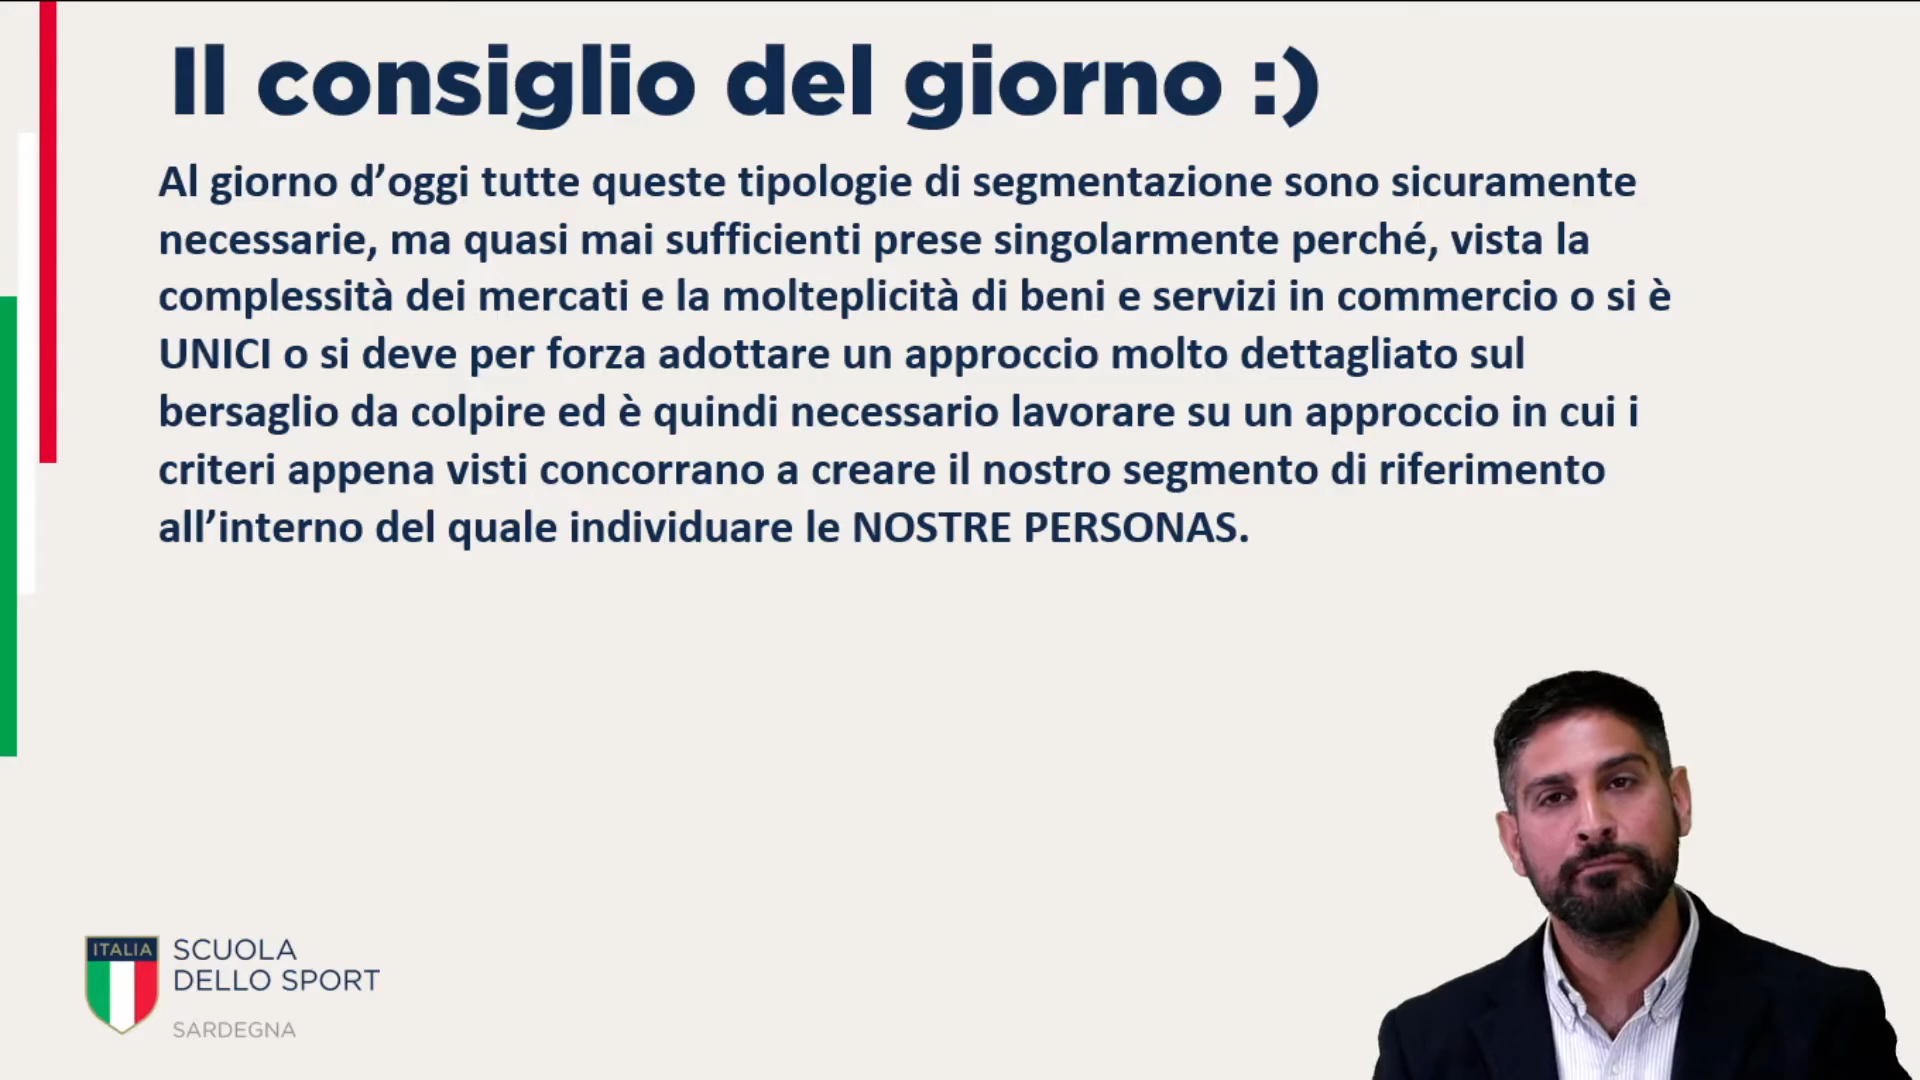 Il consiglio del giorno :)
Al giorno d’oggi tutte queste tipologie di segmentazione sono sicuramente
necessarie, ma quasi mai sufficienti prese singolarmente perché, vista la
complessità dei mercati e la molteplicità di beni e servizi in commercio o si è
UNICI o si deve per forza adottare un approccio molto dettagliato sul
bersaglio da colpire ed è quindi necessario lavorare su un approccio in cui i
criteri appena visti concorrano a creare il nostro segmento di riferimento
all’interno del quale individuare le NOSTRE PERSONAS.
ITALIA
SCUOLA
DELLO SPORT
SARDEGNA